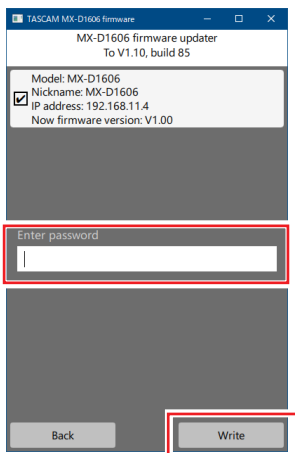 TASCAM MX-D1606 firmware
MX-D1606 firmware updater
To V1.10, build 85
Model: MX-D1606
Nickname: MX-D1606
IP address: 192.168.11.4
Now firmware version: V1.00
Enter password
Back
Write